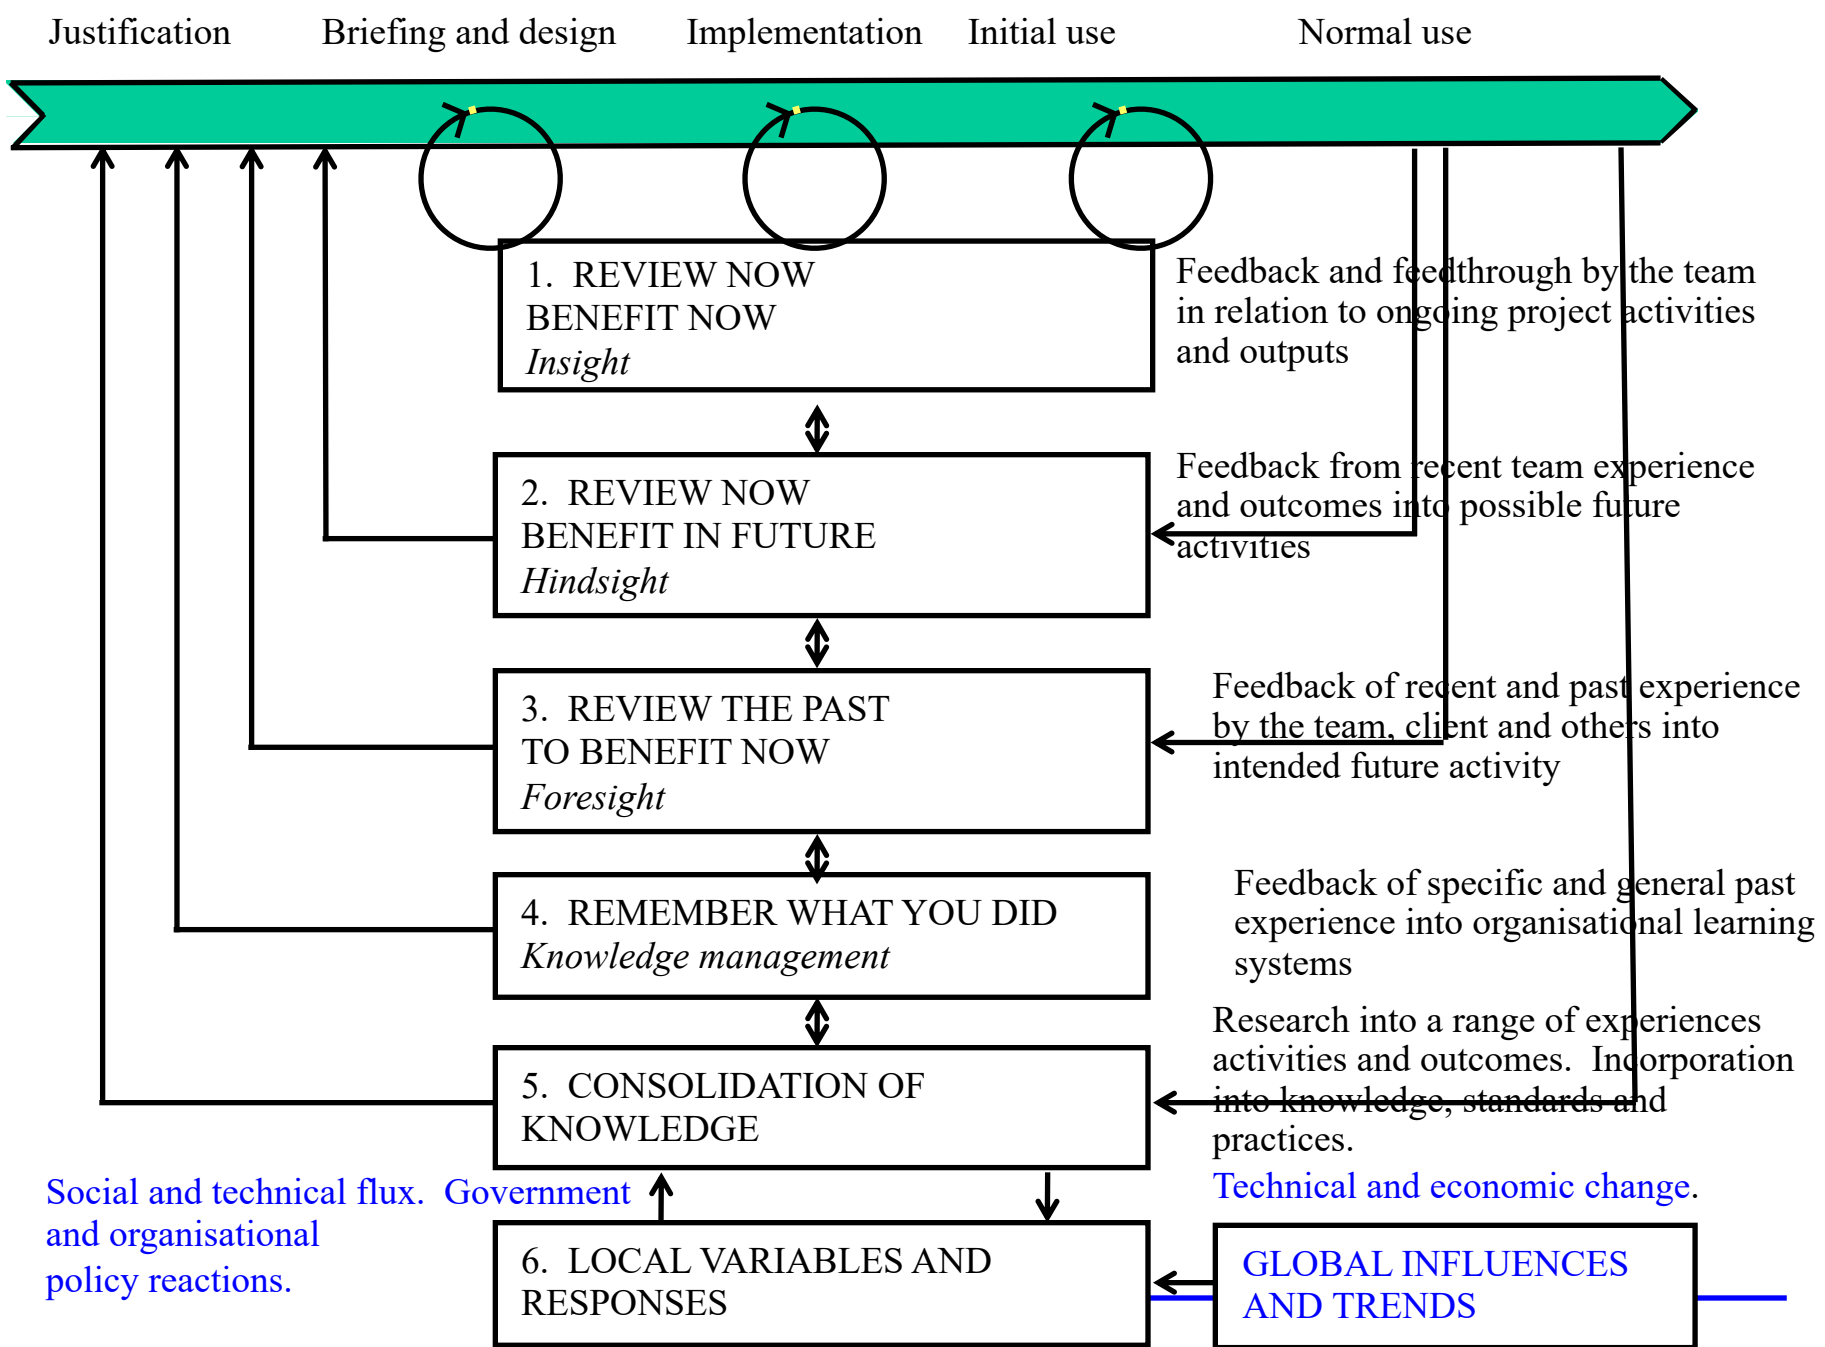 Justification Briefing and design Implementation Initial use Normal use
1. REVIEW NOW
BENEFIT NOW
Insight
Feedback and feedthrough by the team
in relation to ongoing project activities
and outputs
2. REVIEW NOW
BENEFIT IN FUTURE
Hindsight
Feedback from recent team experience
and outcomes into possible future
activities
3. REVIEW THE PAST
TO BENEFIT NOW
Foresight
Feedback of recent and past experience
by the team, client and others into
intended future activity
4. REMEMBER WHAT YOU DID
Knowledge management
Feedback of specific and general past
experience into organisational learning
systems
5. CONSOLIDATION OF
KNOWLEDGE
Research into a range of experiences
activities and outcomes. Incorporation
into knowledge, standards and
practices.
Social and technical flux. Government
and organisational
policy reactions.
Technical and economic change.
6. LOCAL VARIABLES AND
RESPONSES
GLOBAL INFLUENCES
AND TRENDS